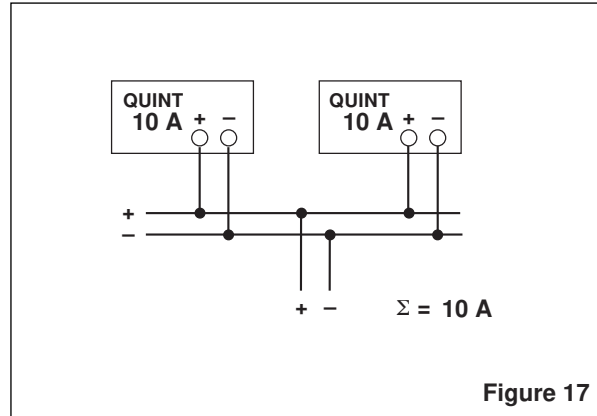 QUINT
10 A + −
QUINT
10 A + −
+
−
+ − Σ = 10 A
Figure 17